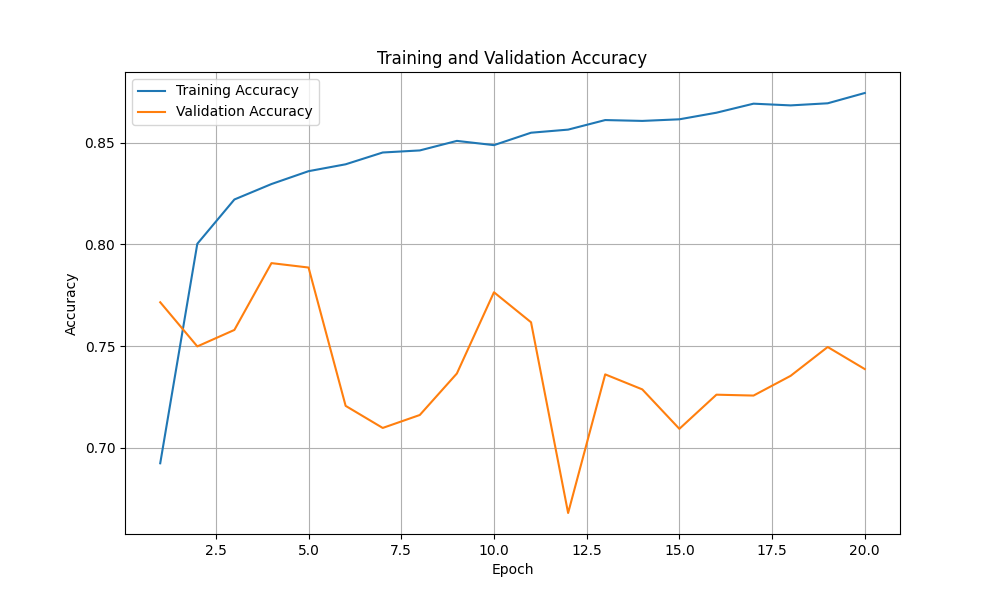 Training and Validation Accuracy
Training Accuracy
Validation Accuracy
Accuracy
0.85
0.80
0.75
0.70
2.5 5.0 7.5 10.0 12.5 15.0 17.5 20.0
Epoch